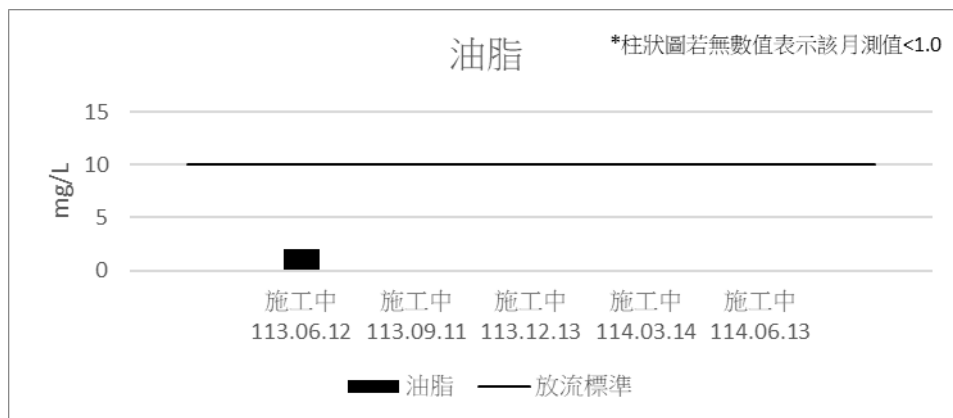 油脂
*柱狀圖若無數值表示該月測值<1.0
mg/L
15
10
5
0
施工中 施工中 施工中 施工中 施工中
113.06.12 113.09.11 113.12.13 114.03.14 114.06.13
油脂 放流標準